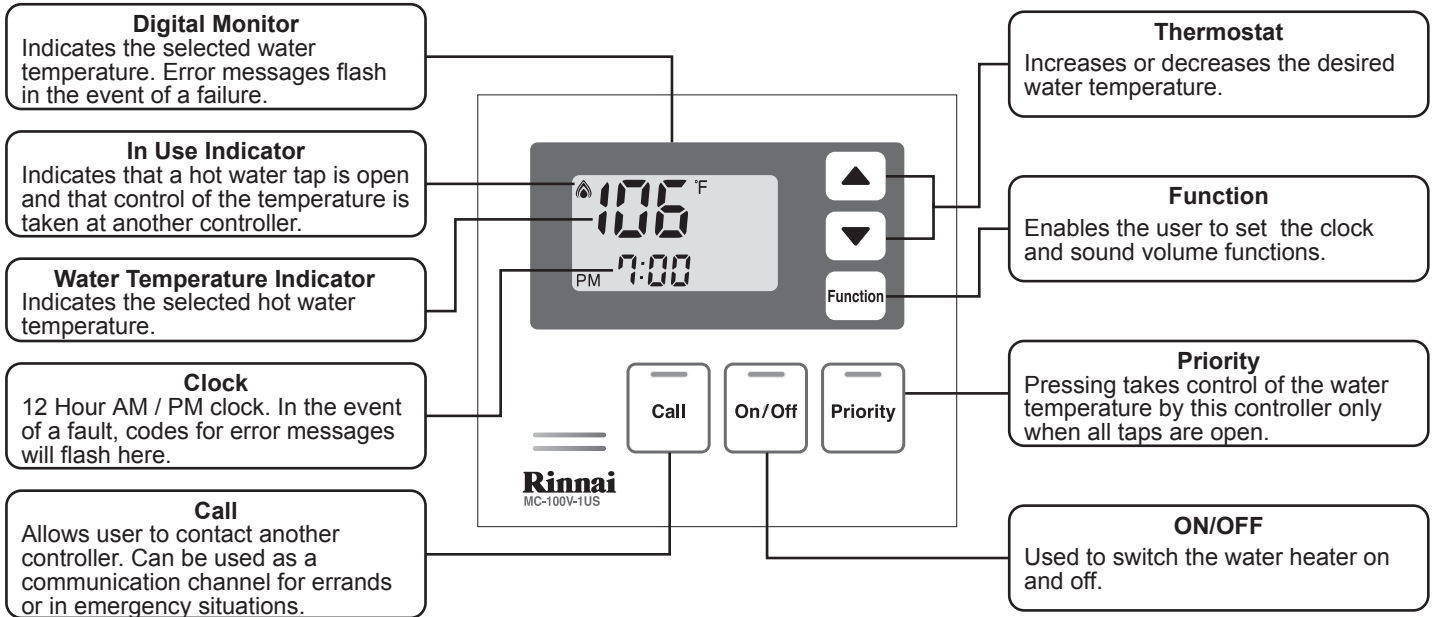 Digital Monitor
Indicates the selected water
temperature. Error messages flash
in the event of a failure.
In Use Indicator
Indicates that a hot water tap is open
and that control of the temperature is
taken at another controller.
Water Temperature Indicator
Indicates the selected hot water
temperature.
Clock
12 Hour AM / PM clock. In the event
of a fault, codes for error messages
will flash here.
Call
Allows user to contact another
controller. Can be used as a
communication channel for errands
or in emergency situations.
106 °F
PM 7:00
Function
Call
On/Off
Priority
Rinnai
MC-100V-1US
Thermostat
Increases or decreases the desired
water temperature.
Function
Enables the user to set the clock
and sound volume functions.
Priority
Pressing takes control of the water
temperature by this controller only
when all taps are open.
ON/OFF
Used to switch the water heater on
and off.